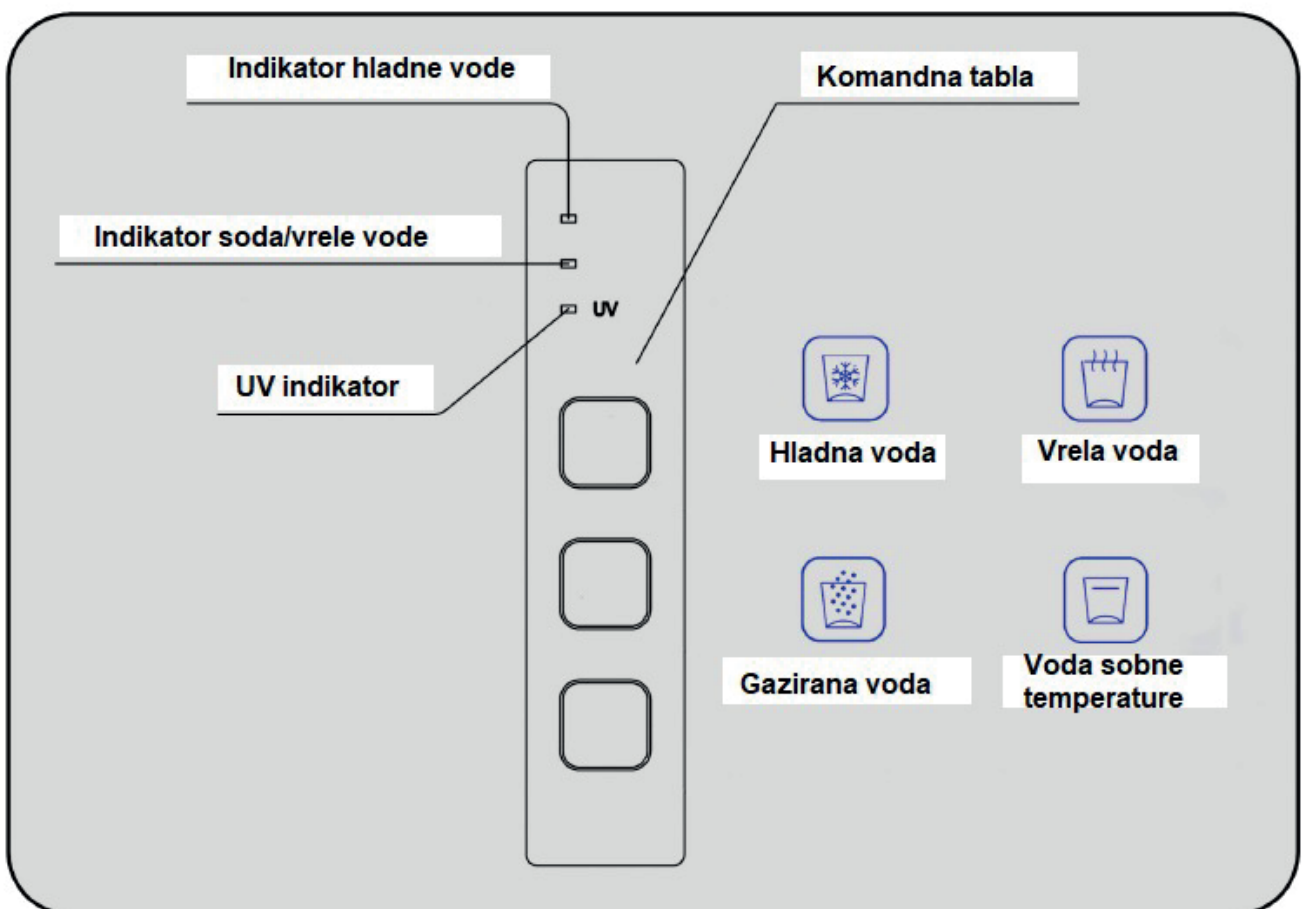 Indikator hladne vode
Komandna tabla
Indikator soda/vrele vode
UV
UV indikator
Hladna voda
Vrela voda
Gazirana voda
Voda sobne
temperature